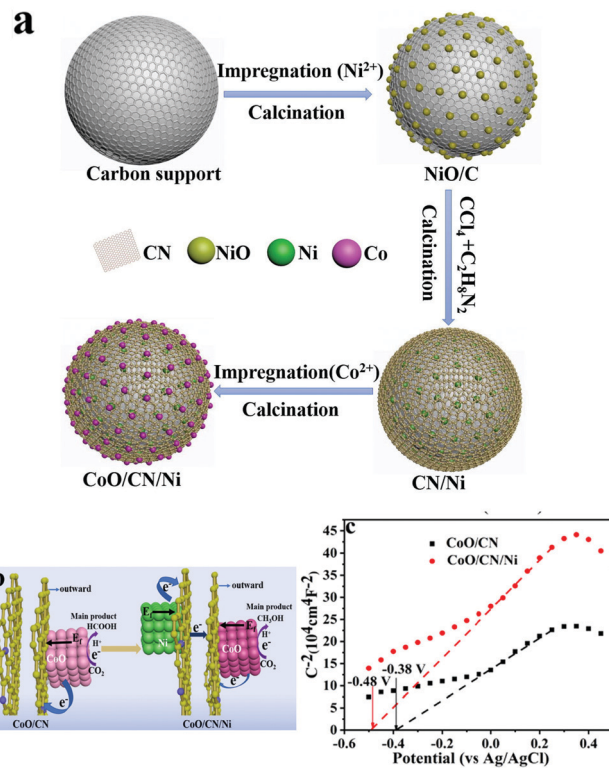 a
Impregnation (Ni²⁺)
Calcination
Carbon support
NiO/C
CCl₄+C₂H₈N₂
Calcination
CN
NiO
Ni
Co
Impregnation(Co²⁺)
Calcination
CoO/CN/Ni
CN/Ni
outward
Main product
HCOOH
H⁺
e⁻
CO₂
E_f
CoO
e⁻
CoO/CN
e⁻
E_f
Ni
e⁻
outward
Main product
CH₃OH
H⁺
e⁻
CO₂
E_f
CoO
e⁻
CoO/CN/Ni
c
C⁻²(10⁴cm⁴F⁻²)
45
40
35
30
25
20
15
10
5
0
CoO/CN
CoO/CN/Ni
-0.48 V
-0.38 V
-0.6
-0.4
-0.2
0.0
0.2
0.4
Potential (vs Ag/AgCl)